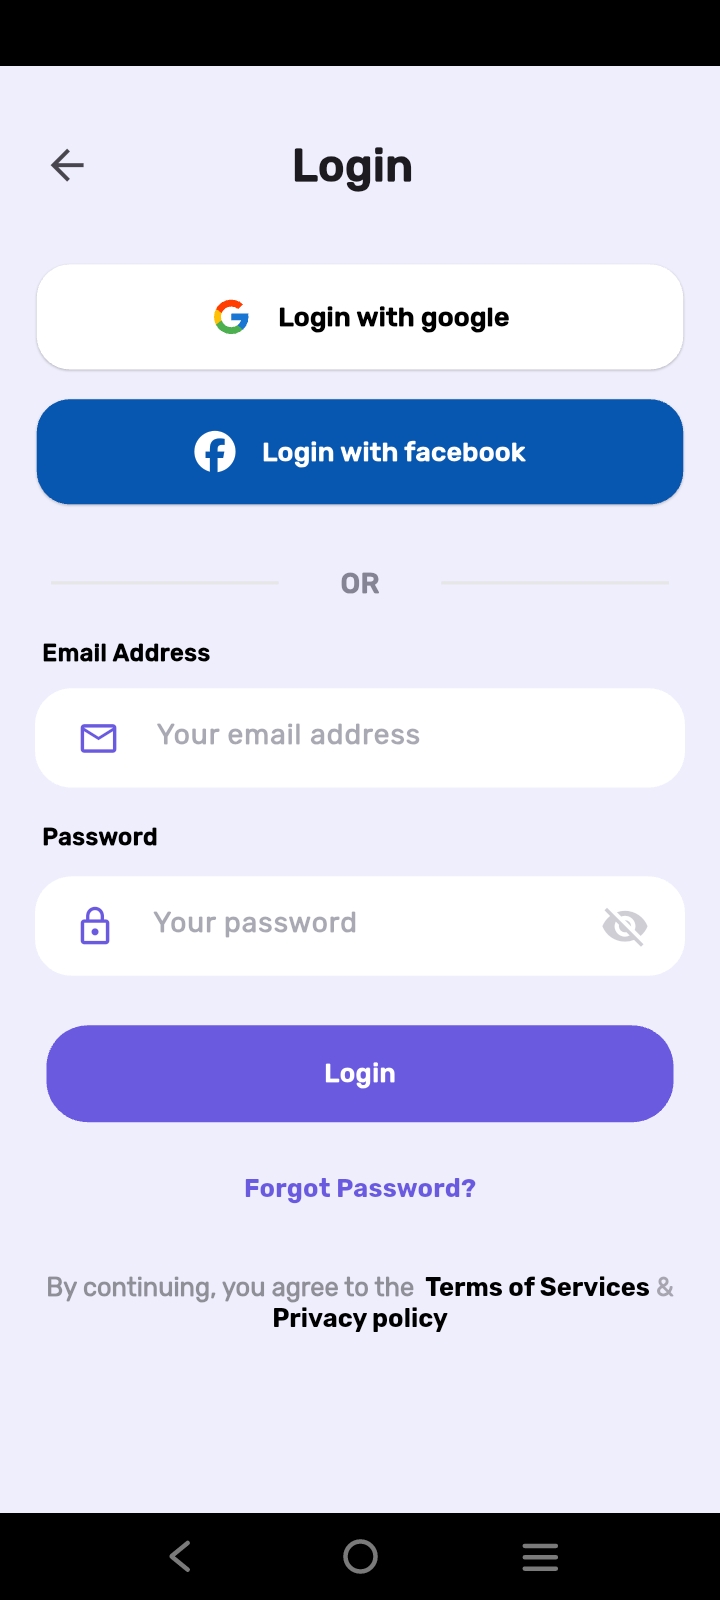 Login
Login with google
Login with facebook
OR
Email Address
Your email address
Password
Your password
Login
Forgot Password?
By continuing, you agree to the Terms of Services &
Privacy policy